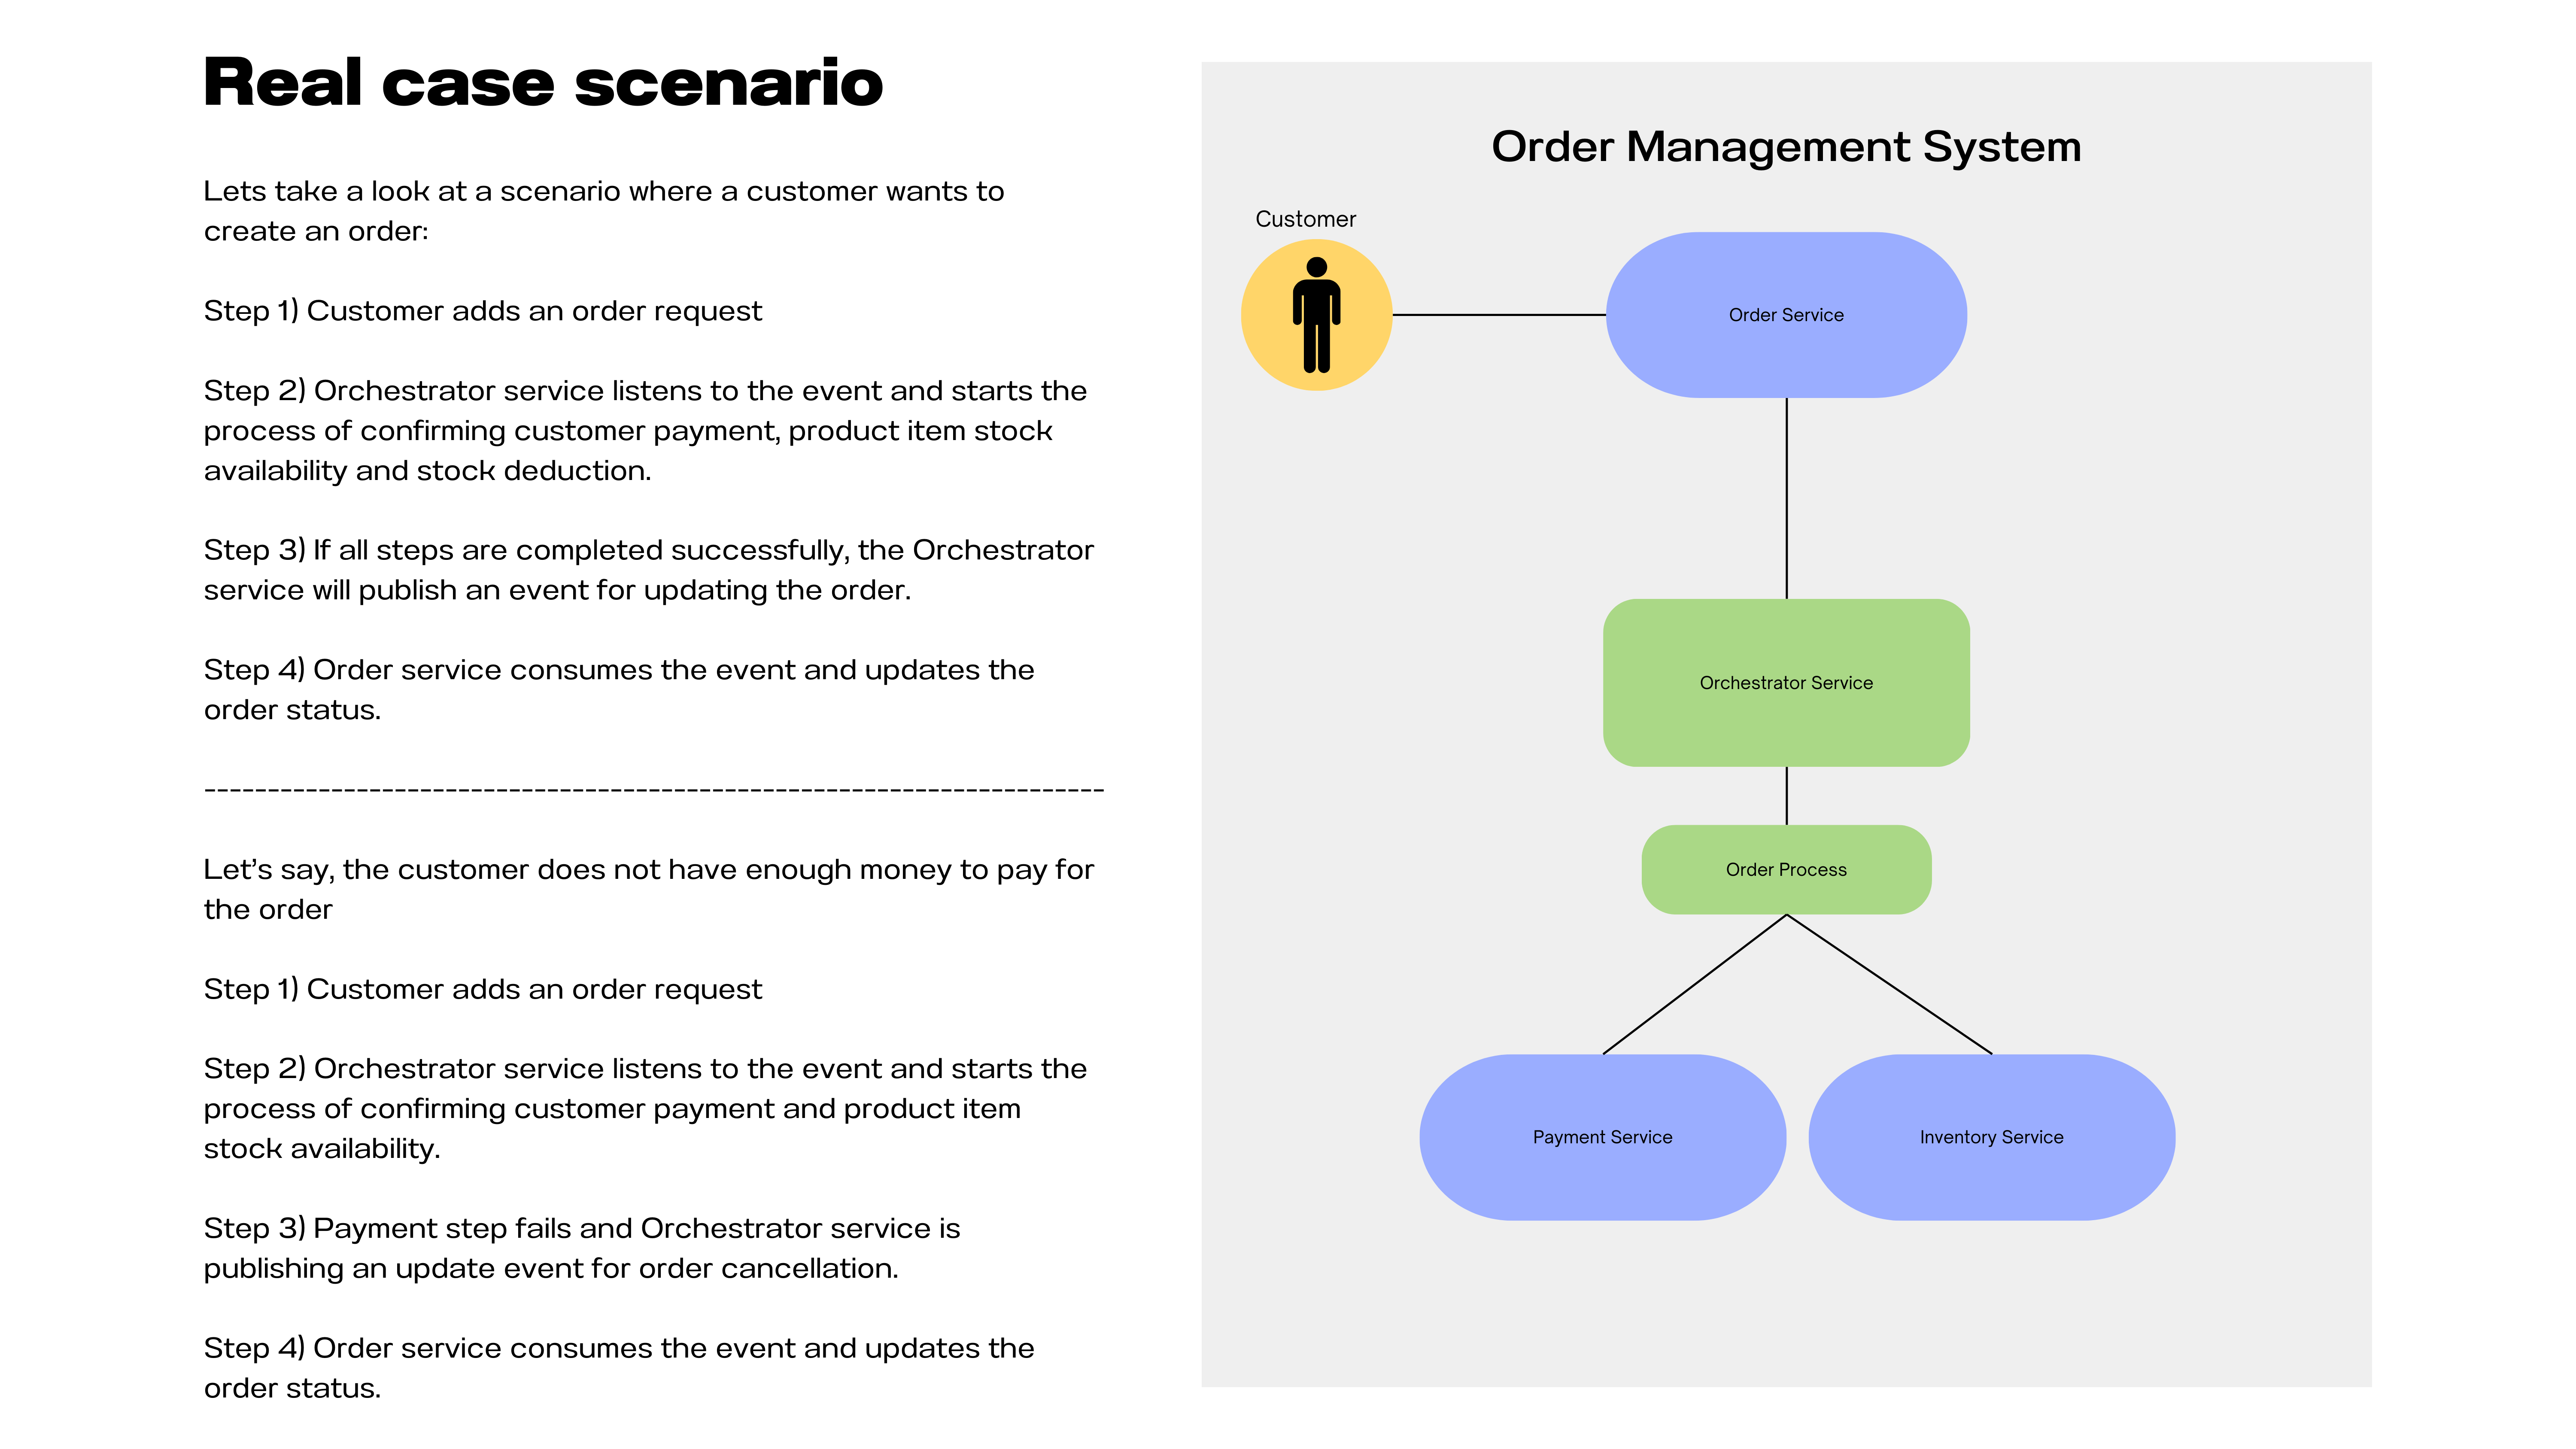 Real case scenario
Lets take a look at a scenario where a customer wants to
create an order:
Step 1) Customer adds an order request
Step 2) Orchestrator service listens to the event and starts the
process of confirming customer payment, product item stock
availability and stock deduction.
Step 3) If all steps are completed successfully, the Orchestrator
service will publish an event for updating the order.
Step 4) Order service consumes the event and updates the
order status.
-----------------------------------------------------------------------
Let’s say, the customer does not have enough money to pay for
the order
Step 1) Customer adds an order request
Step 2) Orchestrator service listens to the event and starts the
process of confirming customer payment and product item
stock availability.
Step 3) Payment step fails and Orchestrator service is
publishing an update event for order cancellation.
Step 4) Order service consumes the event and updates the
order status.
Order Management System
Customer
Order Service
Orchestrator Service
Order Process
Payment Service
Inventory Service